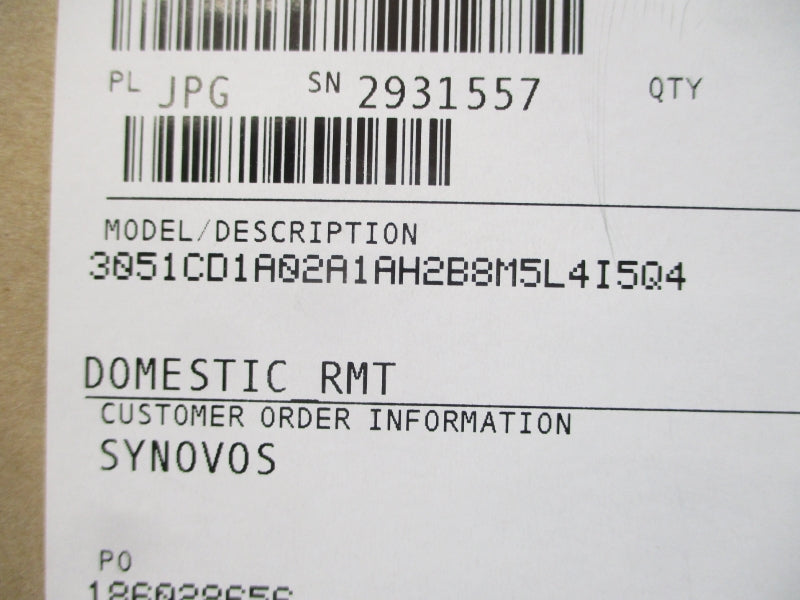 PL JPG SN 2931557 QTY
MODEL/DESCRIPTION
3051CD1A02A1AH2B8M5L4I5Q4
DOMESTIC_RMT
CUSTOMER ORDER INFORMATION
SYNOVOS
PO